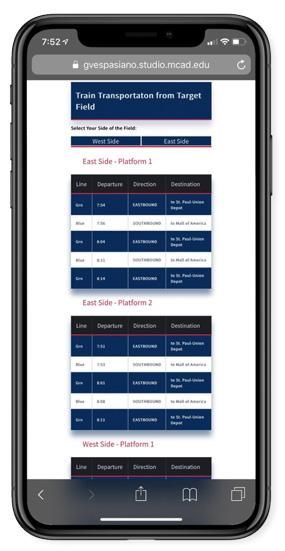 7:52
gvespasiano.studio.mcad.edu
Train Transportaton from Target
Field
Select Your Side of the Field:
West Side East Side
East Side - Platform 1
Line Departure Direction Destination
Grn 7:54 EASTBOUND to St. Paul-Union Depot
Blue 7:56 SOUTHBOUND to Mall of America
Grn 8:04 EASTBOUND to St. Paul-Union Depot
Blue 8:11 SOUTHBOUND to Mall of America
Grn 8:14 EASTBOUND to St. Paul-Union Depot
East Side - Platform 2
Line Departure Direction Destination
Grn 7:51 EASTBOUND to St. Paul-Union Depot
Blue 7:53 SOUTHBOUND to Mall of America
Grn 8:01 EASTBOUND to St. Paul-Union Depot
Blue 8:08 SOUTHBOUND to Mall of America
Grn 8:11 EASTBOUND to St. Paul-Union Depot
West Side - Platform 1
Line Departure Direction Destination